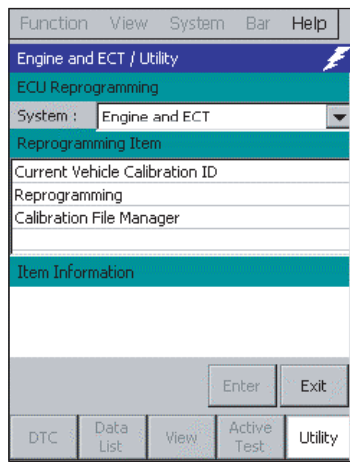 Function View System Bar Help
Engine and ECT / Utility
ECU Reprogramming
System : Engine and ECT
Reprogramming Item
Current Vehicle Calibration ID
Reprogramming
Calibration File Manager
Item Information
Enter Exit
DTC Data List View Active Test Utility